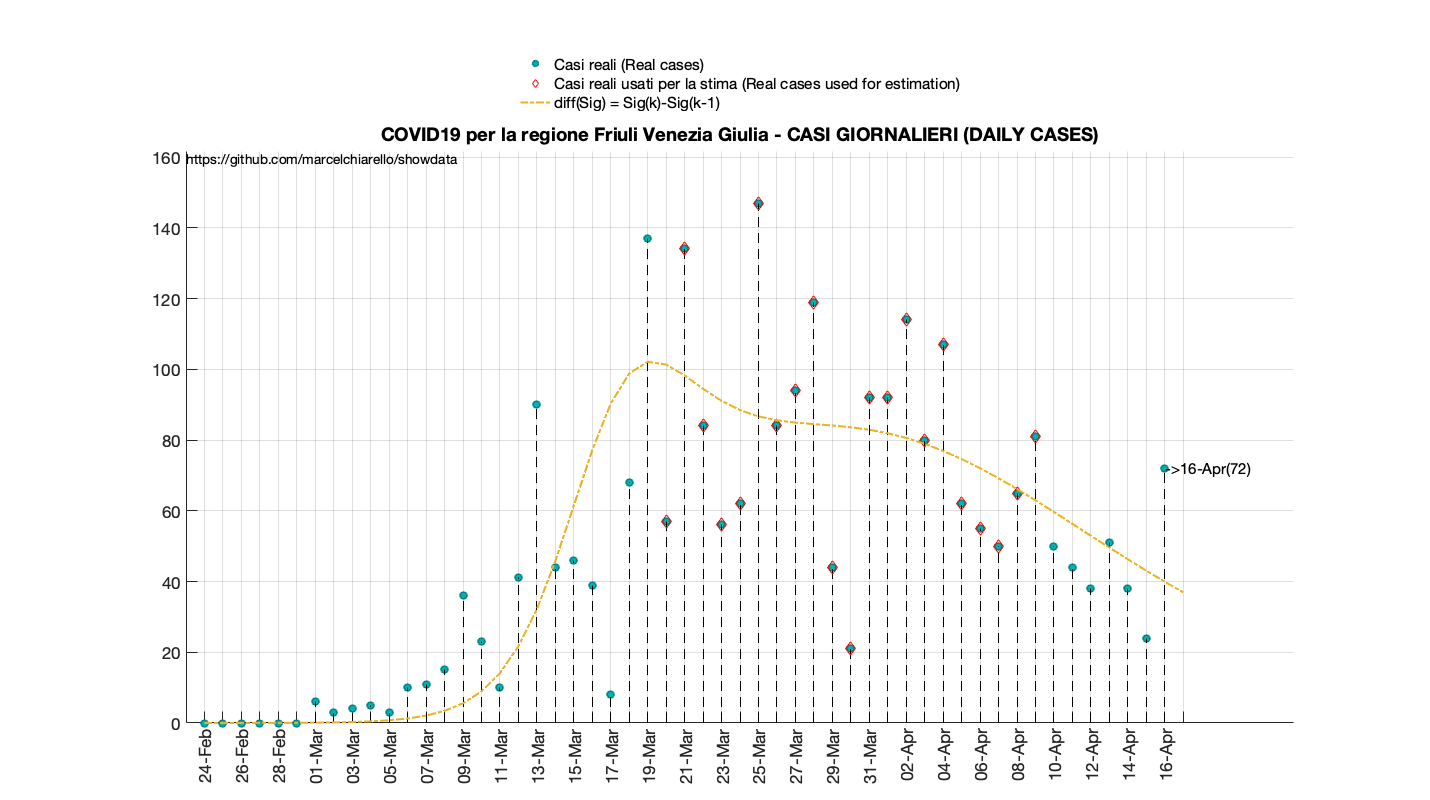 Casi reali (Real cases)
Casi reali usati per la stima (Real cases used for estimation)
diff(Sig) = Sig(k)-Sig(k-1)
COVID19 per la regione Friuli Venezia Giulia - CASI GIORNALIERI (DAILY CASES)
https://github.com/marcelchiarello/showdata
160
140
120
100
80
60
40
20
0
->16-Apr(72)
24-Feb
26-Feb
28-Feb
01-Mar
03-Mar
05-Mar
07-Mar
09-Mar
11-Mar
13-Mar
15-Mar
17-Mar
19-Mar
21-Mar
23-Mar
25-Mar
27-Mar
29-Mar
31-Mar
02-Apr
04-Apr
06-Apr
08-Apr
10-Apr
12-Apr
14-Apr
16-Apr